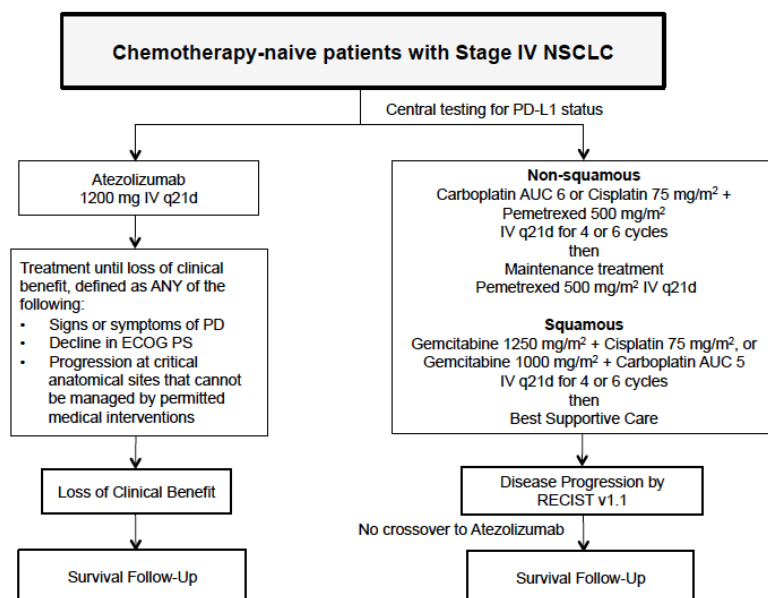 Chemotherapy-naive patients with Stage IV NSCLC
Central testing for PD-L1 status
Atezolizumab
1200 mg IV q21d
Treatment until loss of clinical
benefit, defined as ANY of the
following:
• Signs or symptoms of PD
• Decline in ECOG PS
• Progression at critical
anatomical sites that cannot
be managed by permitted
medical interventions
Loss of Clinical Benefit
Survival Follow-Up
Non-squamous
Carboplatin AUC 6 or Cisplatin 75 mg/m² +
Pemetrexed 500 mg/m²
IV q21d for 4 or 6 cycles
then
Maintenance treatment
Pemetrexed 500 mg/m² IV q21d
Squamous
Gemcitabine 1250 mg/m² + Cisplatin 75 mg/m², or
Gemcitabine 1000 mg/m² + Carboplatin AUC 5
IV q21d for 4 or 6 cycles
then
Best Supportive Care
Disease Progression by
RECIST v1.1
No crossover to Atezolizumab
Survival Follow-Up